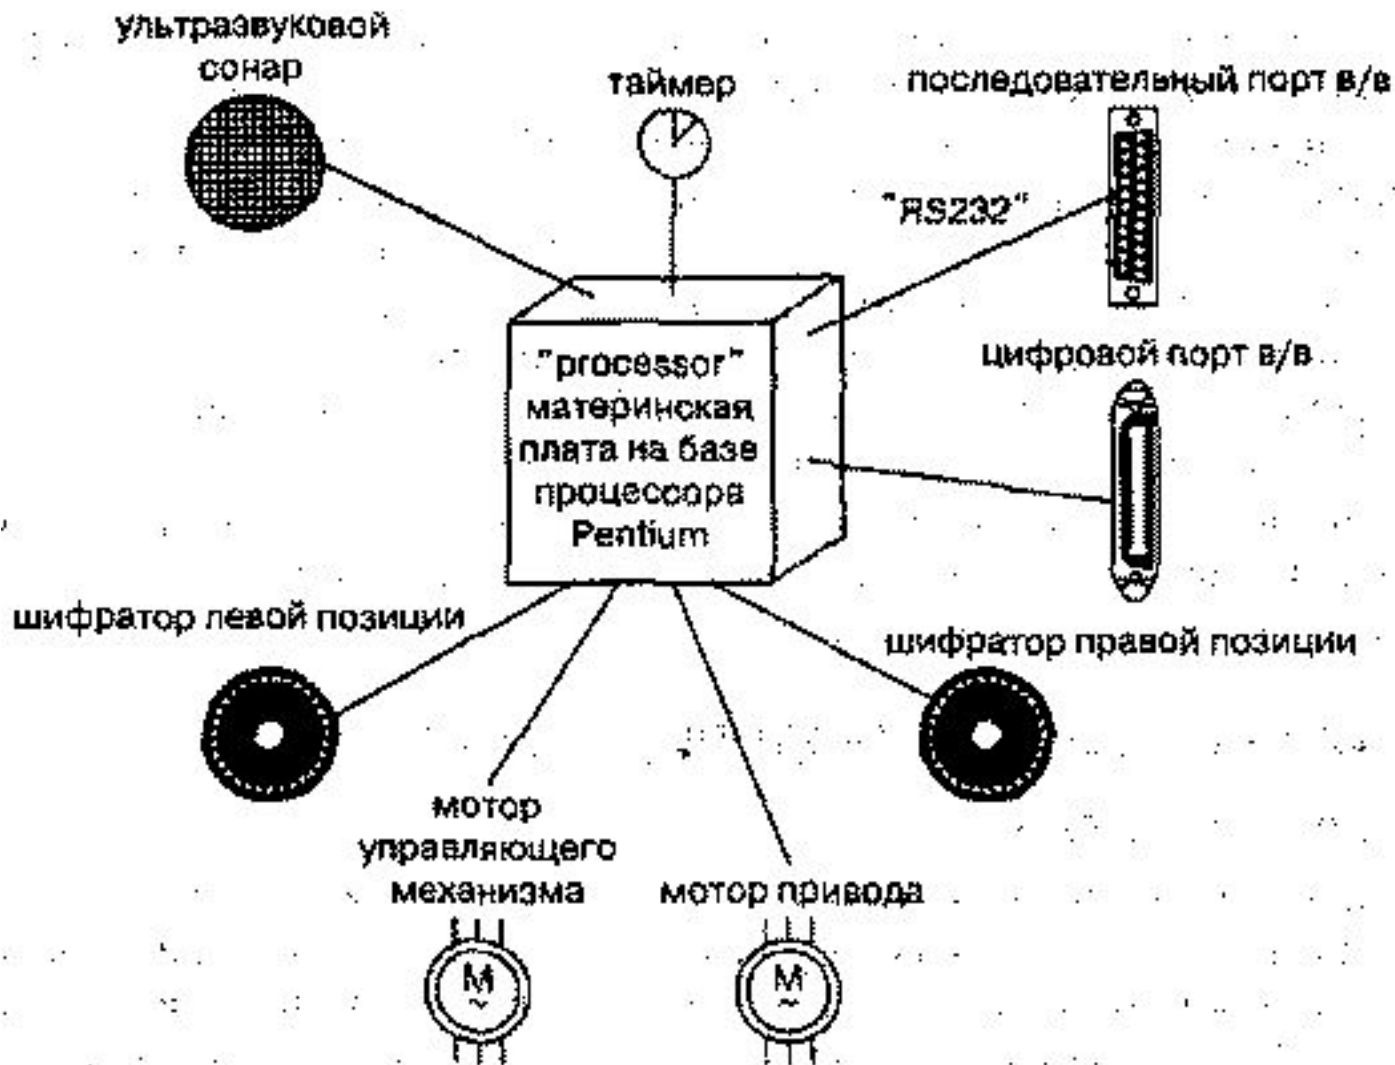 ультразвуковой
сонар
таймер
последовательный порт в/в
"RS232"
цифровой порт в/в
"processor"
материнская
плата на базе
процессора
Pentium
шифратор левой позиции
шифратор правой позиции
мотор
управляющего
механизма
мотор привода
M
~
M
~